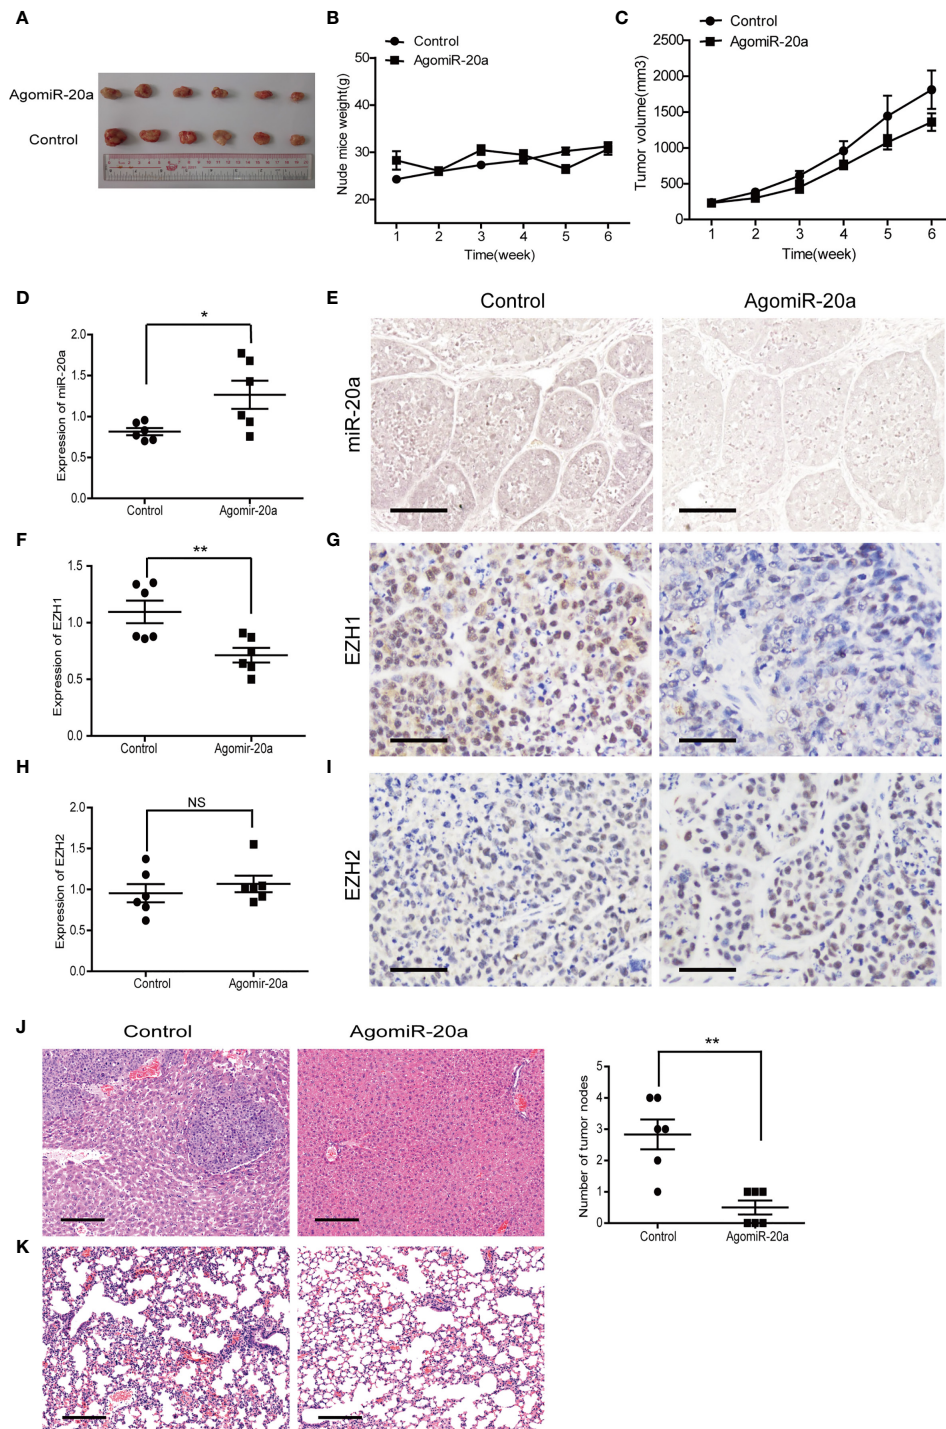 A
AgomiR-20a
Control
B
Control
AgomiR-20a
Nude mice weight(g)
50
40
30
20
1 2 3 4 5 6
Time(week)
C
Control
AgomiR-20a
Tumor volume(mm3)
2500
2000
1500
1000
500
0
1 2 3 4 5 6
Time(week)
D
*
Expression of miR-20a
2.0
1.5
1.0
0.5
0.0
Control Agomir-20a
E
Control AgomiR-20a
miR-20a
F
**
Expression of EZH1
1.5
1.0
0.5
0.0
Control Agomir-20a
G
EZH1
H
NS
Expression of EZH2
2.0
1.5
1.0
0.5
0.0
Control Agomir-20a
I
EZH2
J
Control AgomiR-20a
**
Number of tumor nodes
5
4
3
2
1
0
Control AgomiR-20a
K